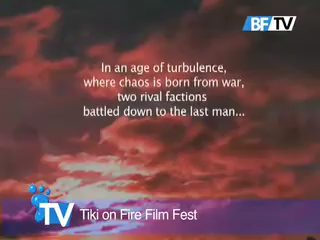 BFTV
In an age of turbulence,
where chaos is born from war,
two rival factions
battled down to the last man...
TV Tiki on Fire Film Fest